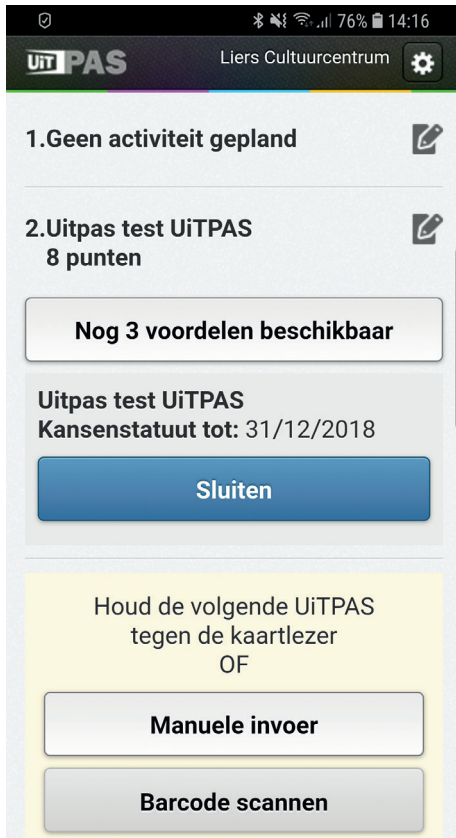 76% 14:16
UiTPAS Liers Cultuurcentrum
1.Geen activiteit gepland
2.Uitpas test UiTPAS
8 punten
Nog 3 voordelen beschikbaar
Uitpas test UiTPAS
Kansenstatuut tot: 31/12/2018
Sluiten
Houd de volgende UiTPAS
tegen de kaartlezer
OF
Manuele invoer
Barcode scannen